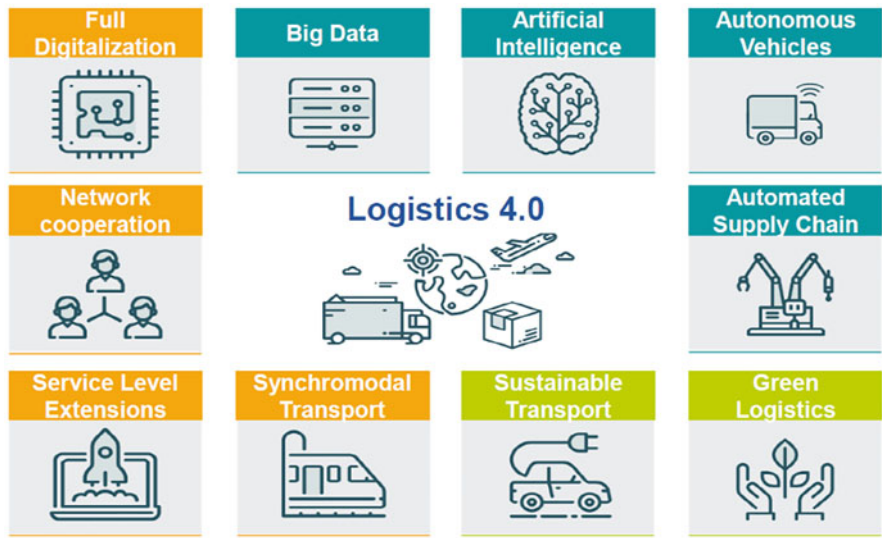 Full
Digitalization
Big Data
Artificial
Intelligence
Autonomous
Vehicles
Network
cooperation
Logistics 4.0
Automated
Supply Chain
Service Level
Extensions
Synchromodal
Transport
Sustainable
Transport
Green
Logistics